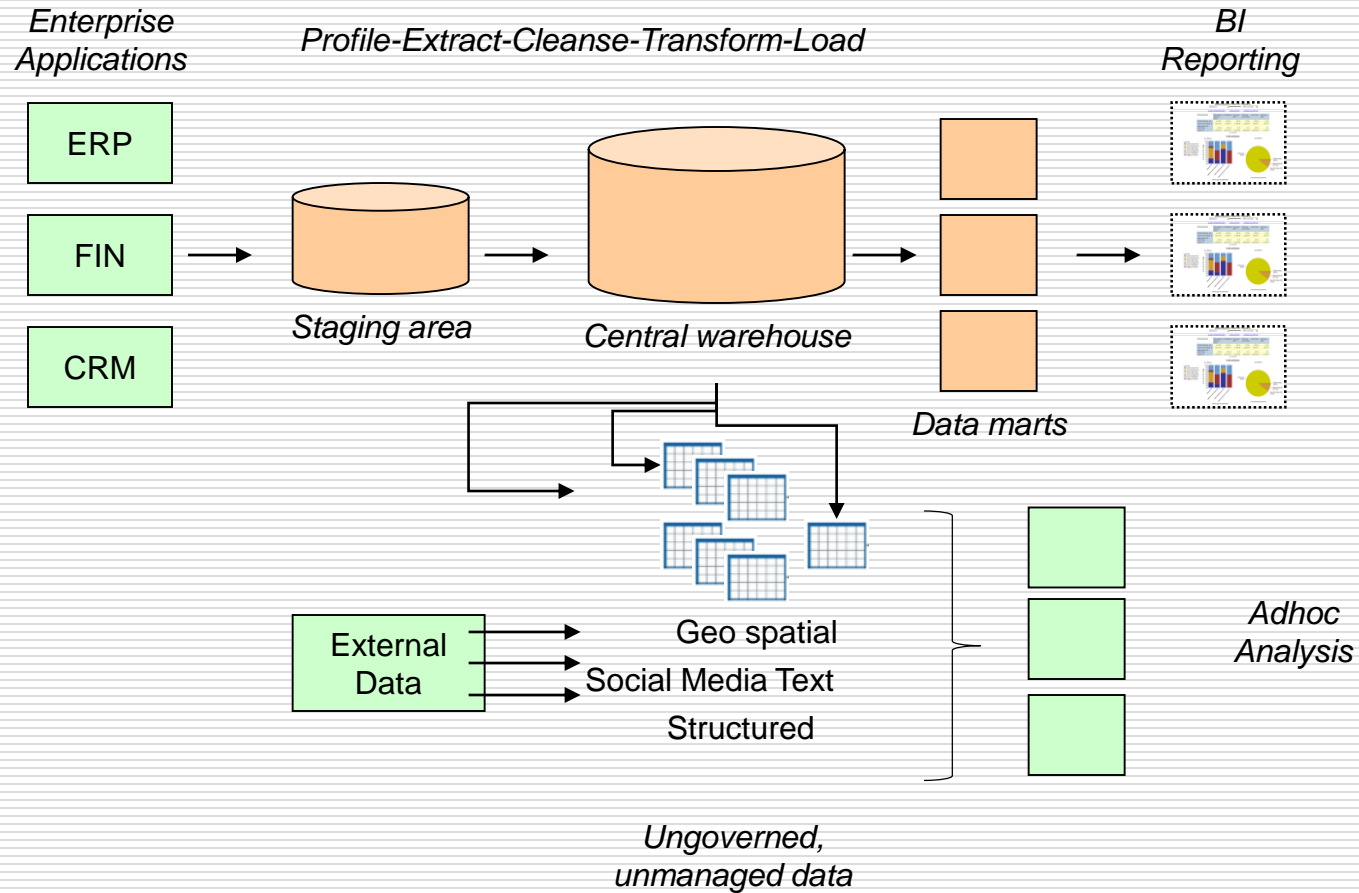 Enterprise
Applications
Profile-Extract-Cleanse-Transform-Load
BI
Reporting
ERP
FIN
CRM
Staging area
Central warehouse
Data marts
External
Data
Geo spatial
Social Media Text
Structured
Adhoc
Analysis
Ungoverned,
unmanaged data